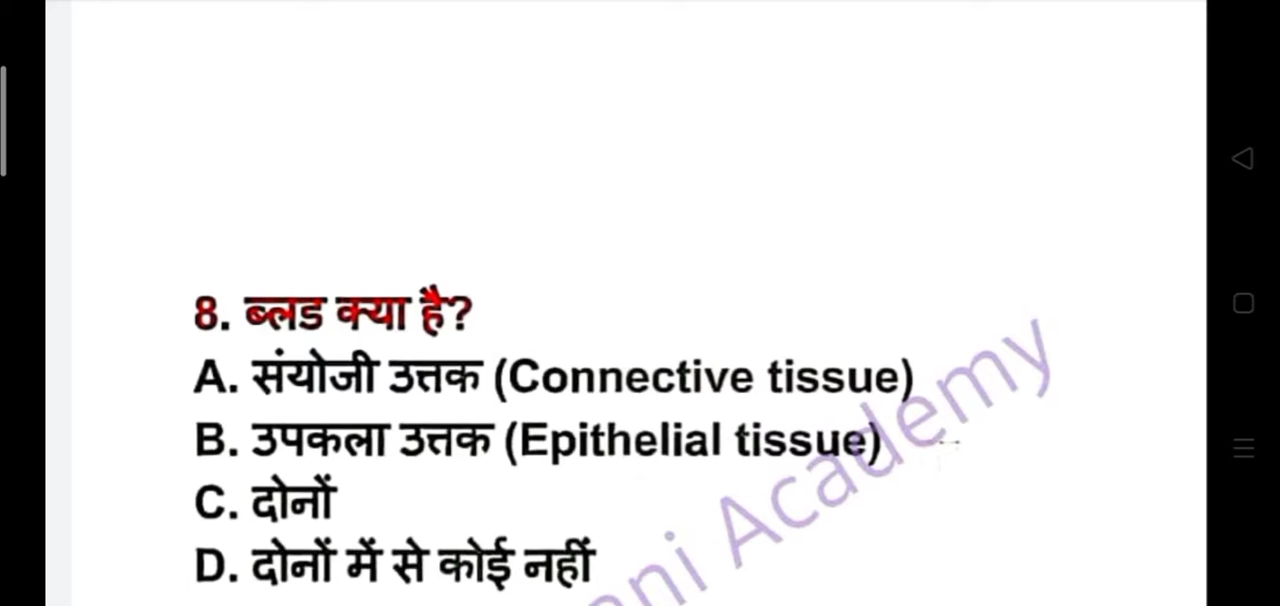 8. ब्लड क्या है?
A. संयोजी उत्तक (Connective tissue)
B. उपकला उत्तक (Epithelial tissue)
C. दोनों
D. दोनों में से कोई नहीं
Academy